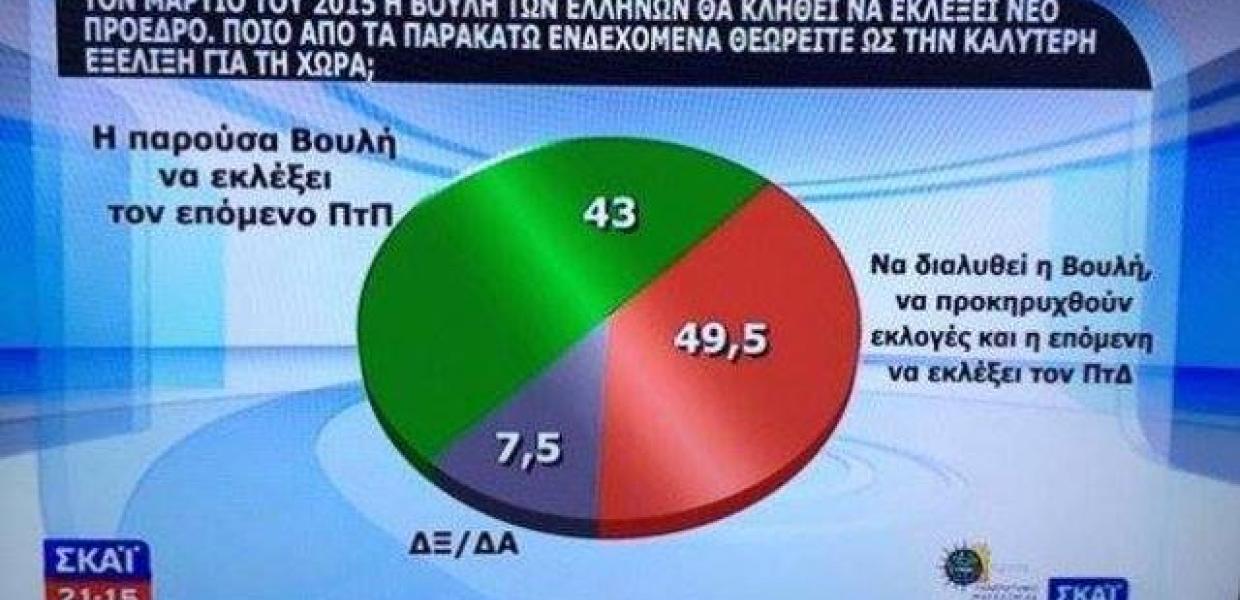 ΤΟΝ ΜΑΡΤΙΟ ΤΟΥ 2015 Η ΒΟΥΛΗ ΤΩΝ ΕΛΛΗΝΩΝ ΘΑ ΚΛΗΘΕΙ ΝΑ ΕΚΛΕΞΕΙ ΝΕΟ
ΠΡΟΕΔΡΟ. ΠΟΙΟ ΑΠΟ ΤΑ ΠΑΡΑΚΑΤΩ ΕΝΔΕΧΟΜΕΝΑ ΘΕΩΡΕΙΤΕ ΩΣ ΤΗΝ ΚΑΛΥΤΕΡΗ
ΕΞΕΛΙΞΗ ΓΙΑ ΤΗ ΧΩΡΑ;
Η παρούσα Βουλή
να εκλέξει
τον επόμενο ΠτΠ
43
Να διαλυθεί η Βουλή,
να προκηρυχθούν
εκλογές και η επόμενη
να εκλέξει τον ΠτΔ
49,5
7,5
ΔΞ/ΔΑ
ΣΚΑΪ
21:15
ΣΚΑΪ